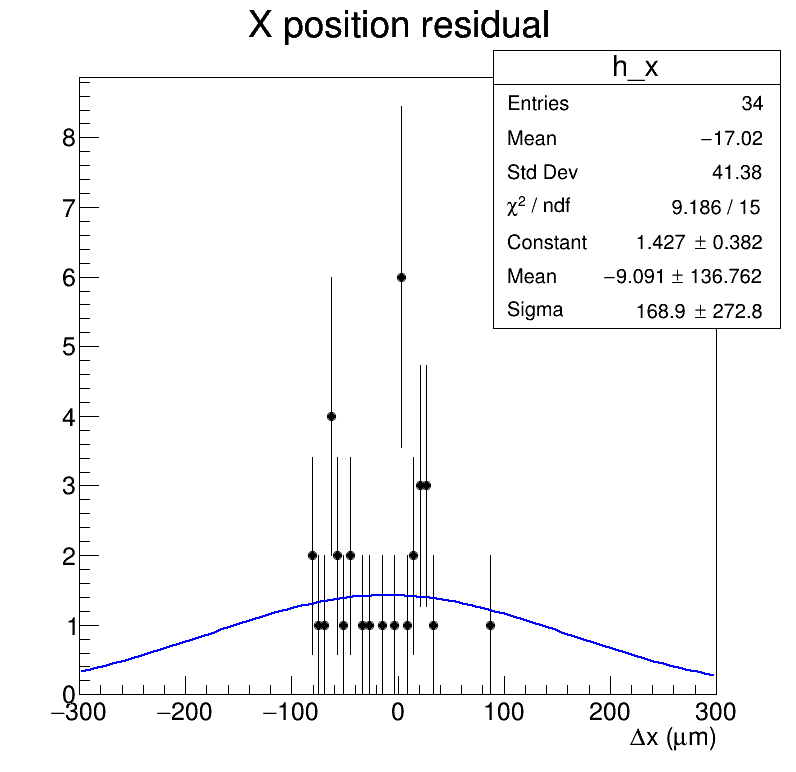 X position residual
h_x
Entries 34
Mean −17.02
Std Dev 41.38
χ² / ndf 9.186 / 15
Constant 1.427 ± 0.382
Mean −9.091 ± 136.762
Sigma 168.9 ± 272.8
8
7
6
5
4
3
2
1
0
−300 −200 −100 0 100 200 300
Δx (μm)